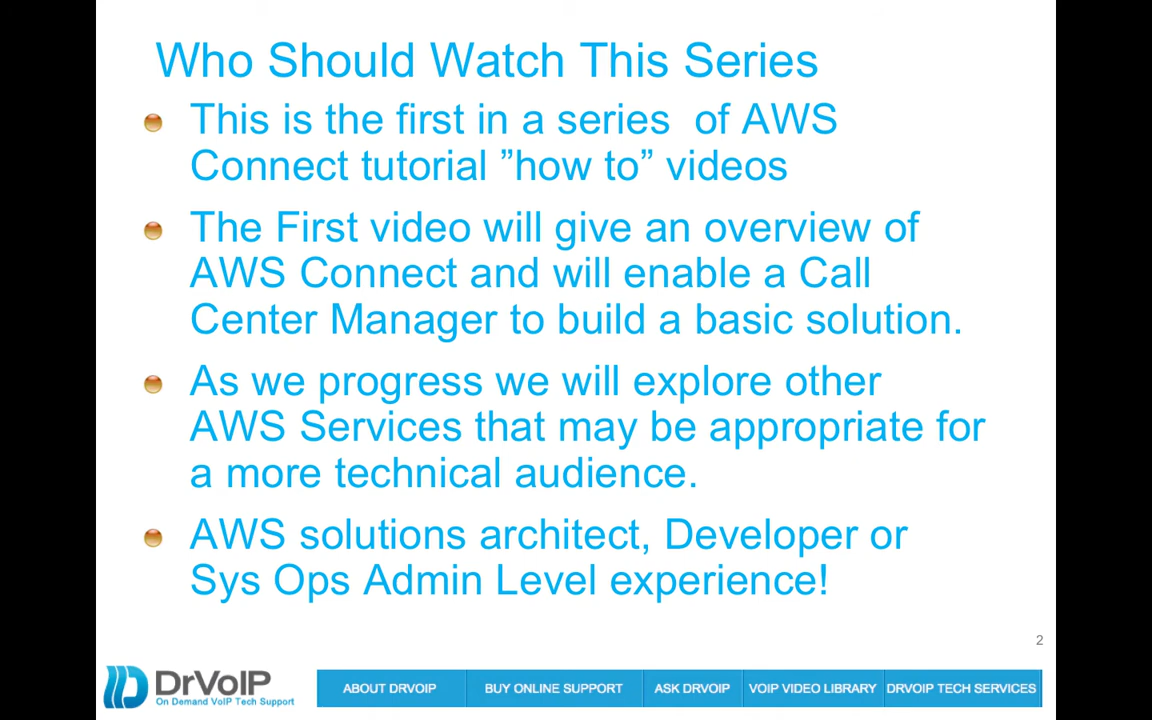 Who Should Watch This Series
This is the first in a series  of AWS
Connect tutorial ”how to” videos
The First video will give an overview of
AWS Connect and will enable a Call
Center Manager to build a basic solution.
As we progress we will explore other
AWS Services that may be appropriate for
a more technical audience.
AWS solutions architect, Developer or
Sys Ops Admin Level experience!
2
DrVoIP
On Demand VoIP Tech Support
ABOUT DRVOIP
BUY ONLINE SUPPORT
ASK DRVOIP
VOIP VIDEO LIBRARY
DRVOIP TECH SERVICES